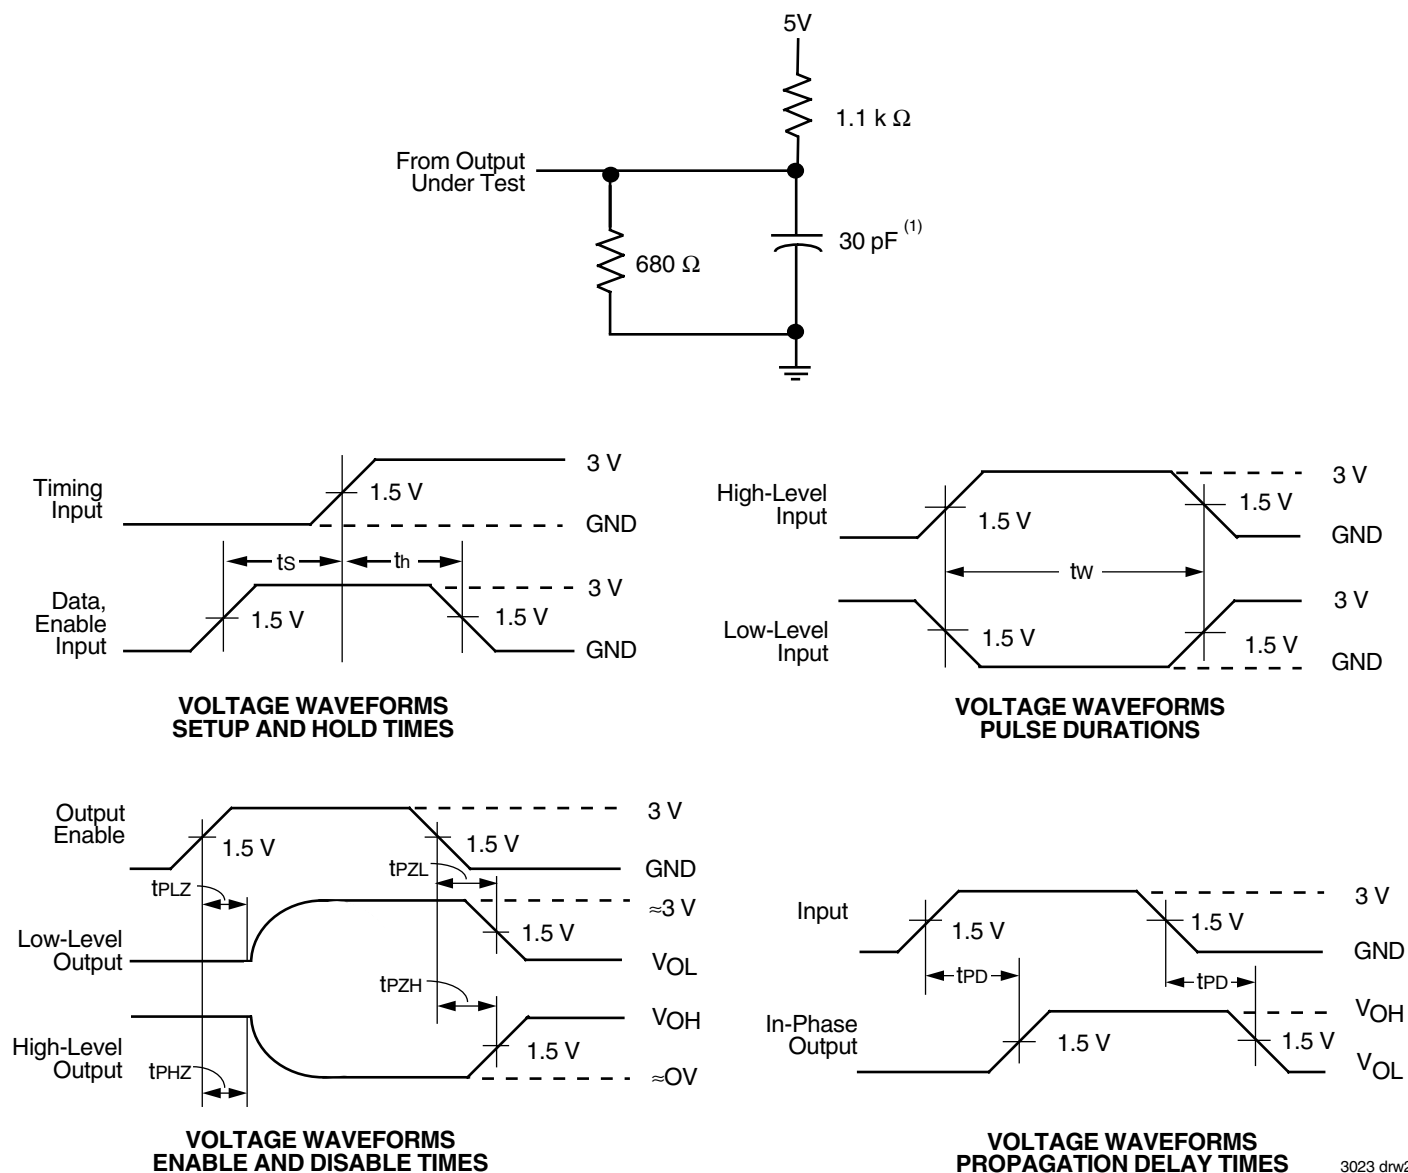 5V
1.1 k Ω
From Output
Under Test
30 pF (1)
680 Ω
3 V
Timing
Input
1.5 V
GND
tS
th
3 V
Data,
Enable
Input
1.5 V
1.5 V
GND
VOLTAGE WAVEFORMS
SETUP AND HOLD TIMES
3 V
High-Level
Input
1.5 V
1.5 V
GND
tW
3 V
Low-Level
Input
1.5 V
1.5 V
GND
VOLTAGE WAVEFORMS
PULSE DURATIONS
Output
Enable
3 V
1.5 V
1.5 V
GND
tPLZ
tPZL
≈3 V
Low-Level
Output
1.5 V
VOL
tPZH
VOH
High-Level
Output
1.5 V
tPHZ
≈OV
VOLTAGE WAVEFORMS
ENABLE AND DISABLE TIMES
3 V
Input
1.5 V
1.5 V
GND
tPD
tPD
VOH
In-Phase
Output
1.5 V
1.5 V
VOL
VOLTAGE WAVEFORMS
PROPAGATION DELAY TIMES
3023 drw2